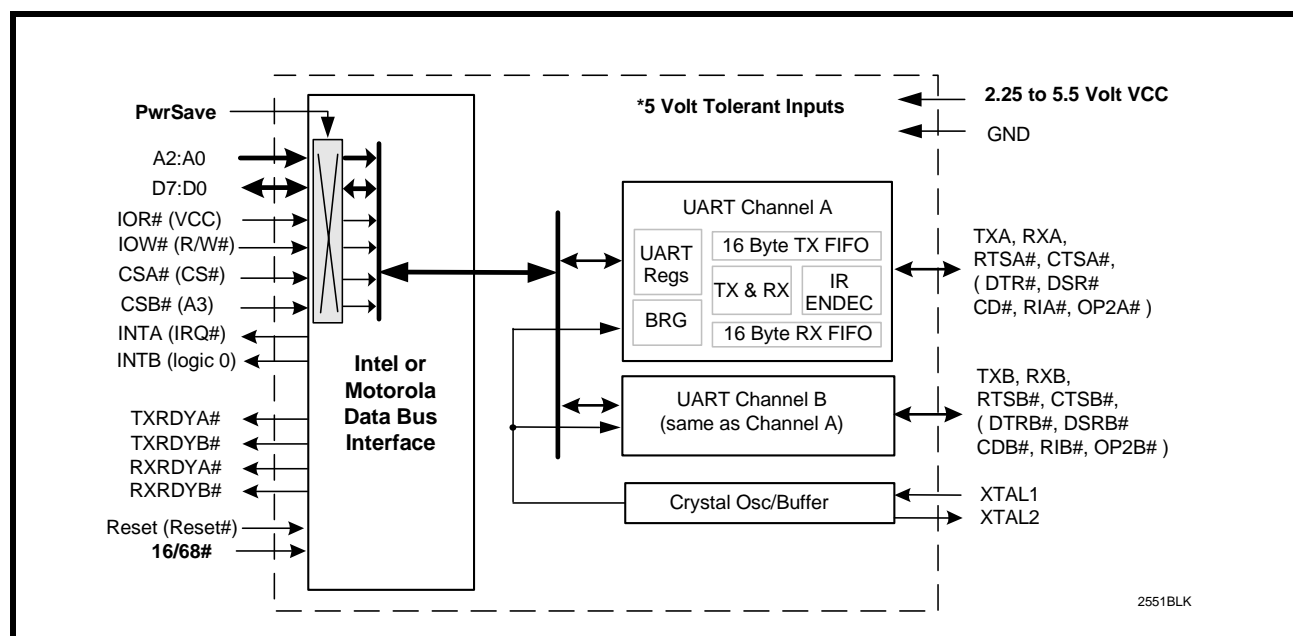 PwrSave
A2:A0
D7:D0
IOR# (VCC)
IOW# (R/W#)
CSA# (CS#)
CSB# (A3)
INTA (IRQ#)
INTB (logic 0)
TXRDYA#
TXRDYB#
RXRDYA#
RXRDYB#
Reset (Reset#)
16/68#
Intel or
Motorola
Data Bus
Interface
*5 Volt Tolerant Inputs
2.25 to 5.5 Volt VCC
GND
UART Channel A
UART
Regs
BRG
16 Byte TX FIFO
TX & RX
IR
ENDEC
16 Byte RX FIFO
TXA, RXA,
RTSA#, CTSA#,
( DTR#, DSR#
CD#, RIA#, OP2A# )
UART Channel B
(same as Channel A)
TXB, RXB,
RTSB#, CTSB#,
( DTRB#, DSRB#
CDB#, RIB#, OP2B# )
Crystal Osc/Buffer
XTAL1
XTAL2
2551BLK